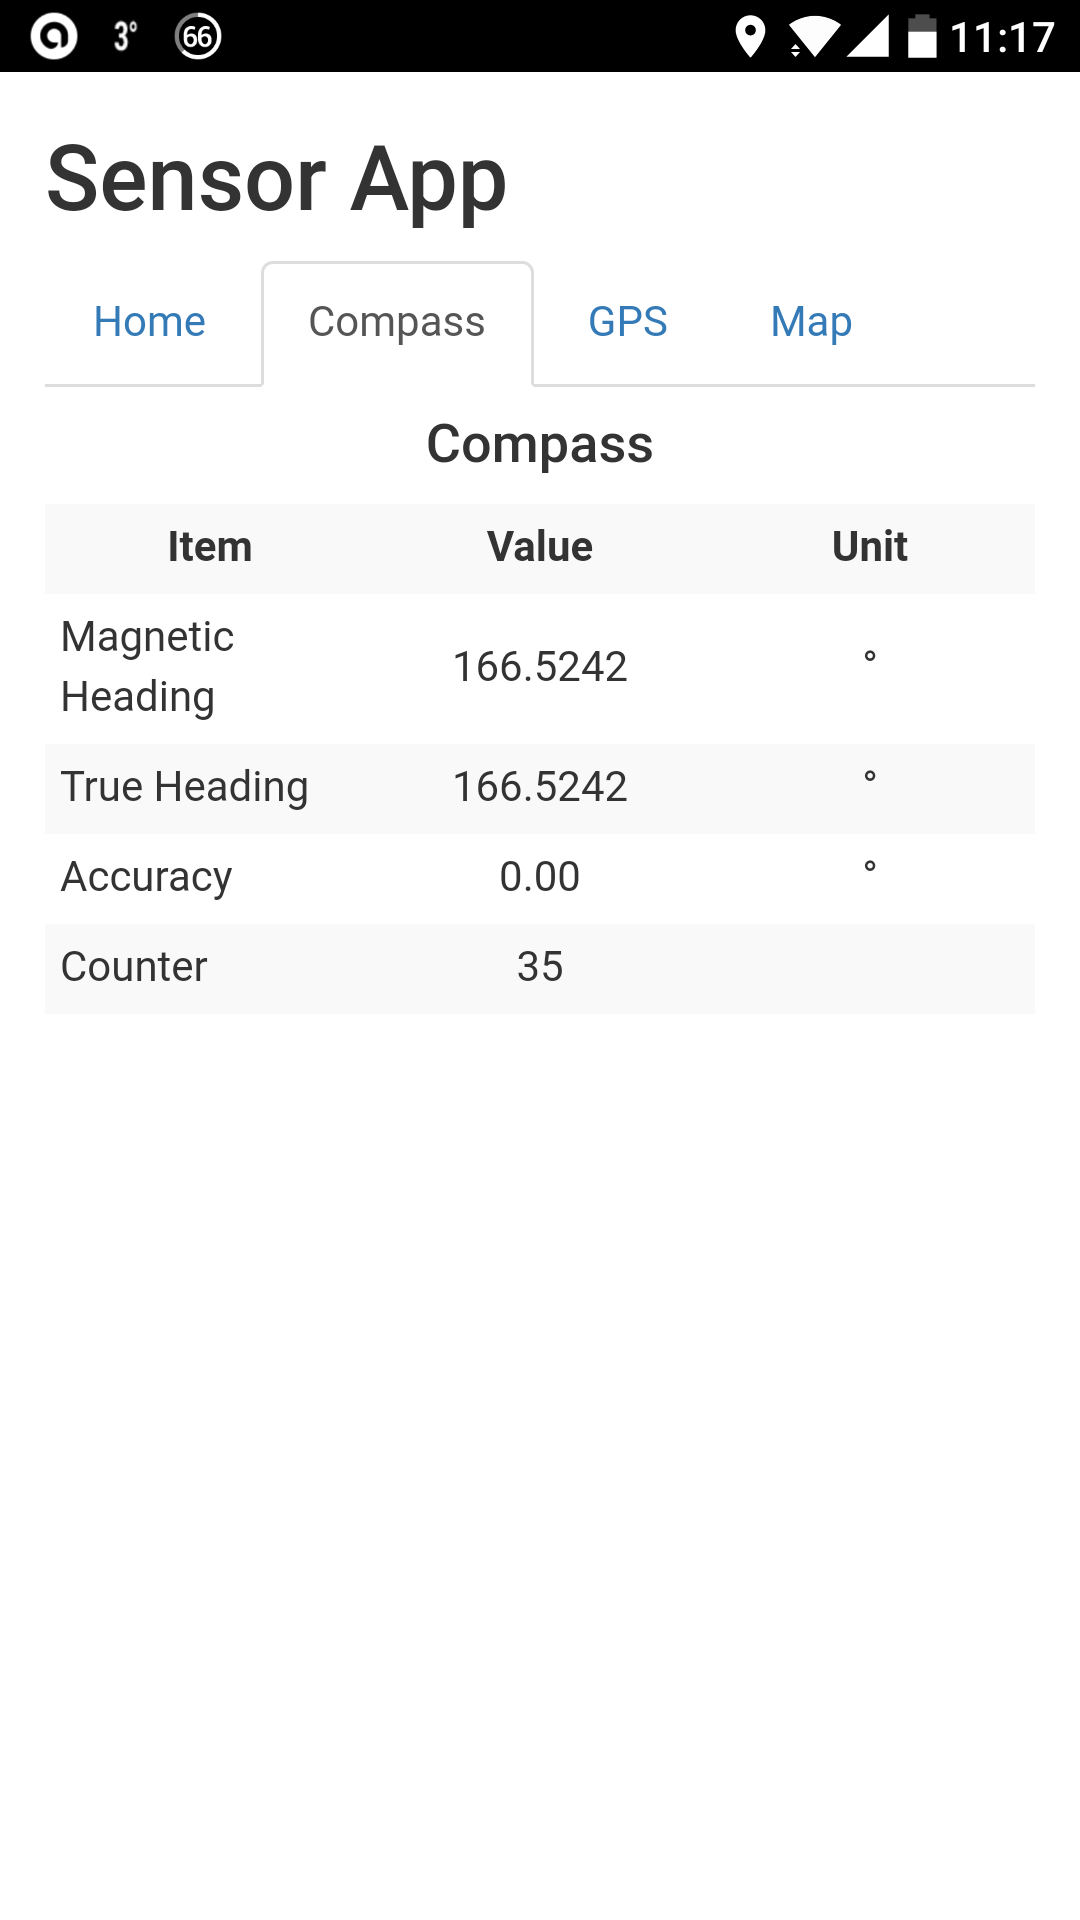 3° 66 11:17
Sensor App
Home Compass GPS Map
Compass
Item Value Unit
Magnetic
Heading 166.5242 °
True Heading 166.5242 °
Accuracy 0.00 °
Counter 35